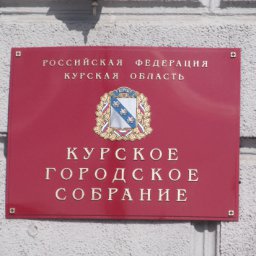 РОССИЙСКАЯ ФЕДЕРАЦИЯ
КУРСКАЯ ОБЛАСТЬ
КУРСКОЕ
ГОРОДСКОЕ
СОБРАНИЕ